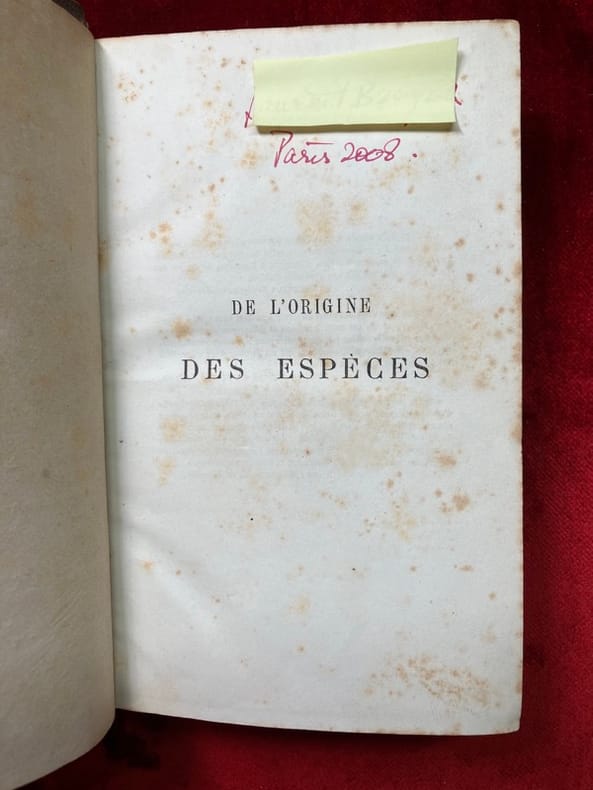 Paris 2008.
DE L'ORIGINE
DES ESPÈCES